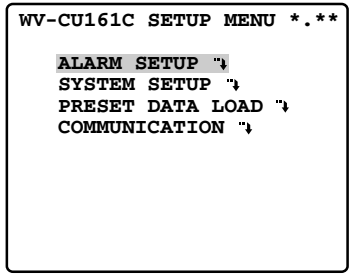 WV-CU161C SETUP MENU *.**
ALARM SETUP
SYSTEM SETUP
PRESET DATA LOAD
COMMUNICATION